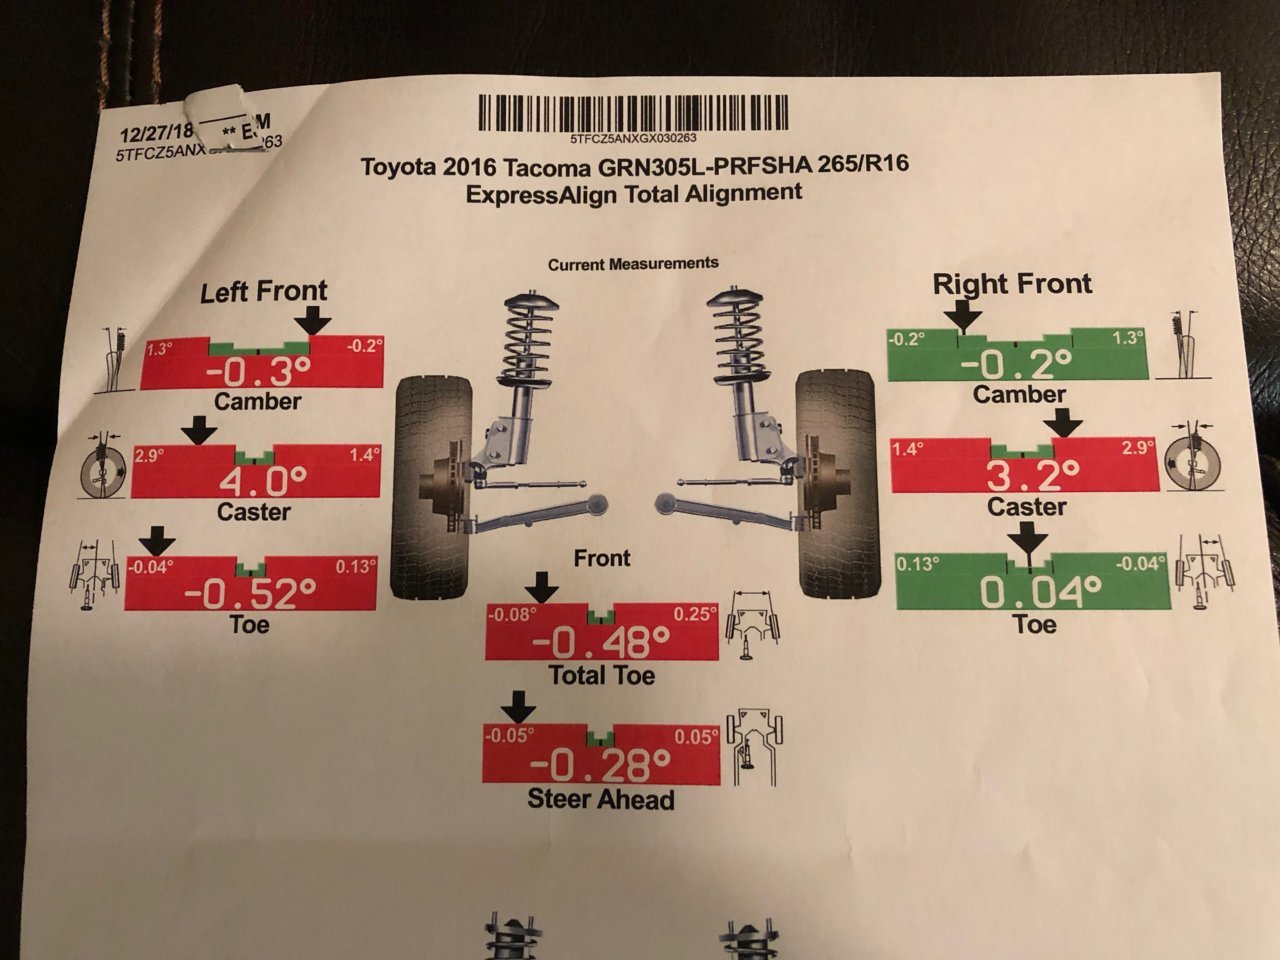 12/27/18 ** E M
5TFCZ5ANX 263
5TFCZ5ANXGX030263
Toyota 2016 Tacoma GRN305L-PRFSHA 265/R16
ExpressAlign Total Alignment
Current Measurements
Left Front
1.3° -0.2°
-0.3°
Camber
2.9° 1.4°
4.0°
Caster
-0.04° 0.13°
-0.52°
Toe
Right Front
-0.2° 1.3°
-0.2°
Camber
1.4° 2.9°
3.2°
Caster
0.13° -0.04°
0.04°
Toe
Front
-0.08° 0.25°
-0.48°
Total Toe
-0.05° 0.05°
-0.28°
Steer Ahead